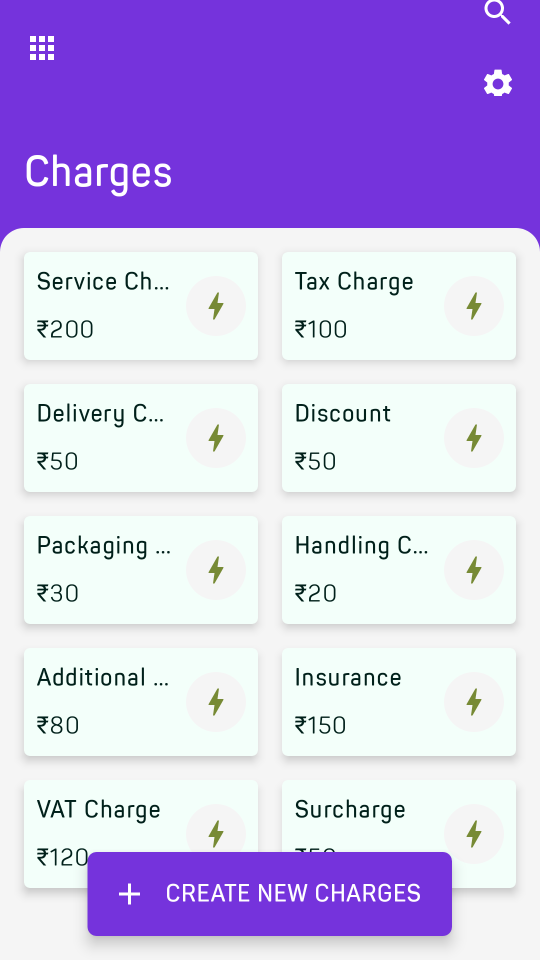 Charges
Service Ch...
₹200
Tax Charge
₹100
Delivery C...
₹50
Discount
₹50
Packaging ...
₹30
Handling C...
₹20
Additional ...
₹80
Insurance
₹150
VAT Charge
₹120
Surcharge
₹50
CREATE NEW CHARGES